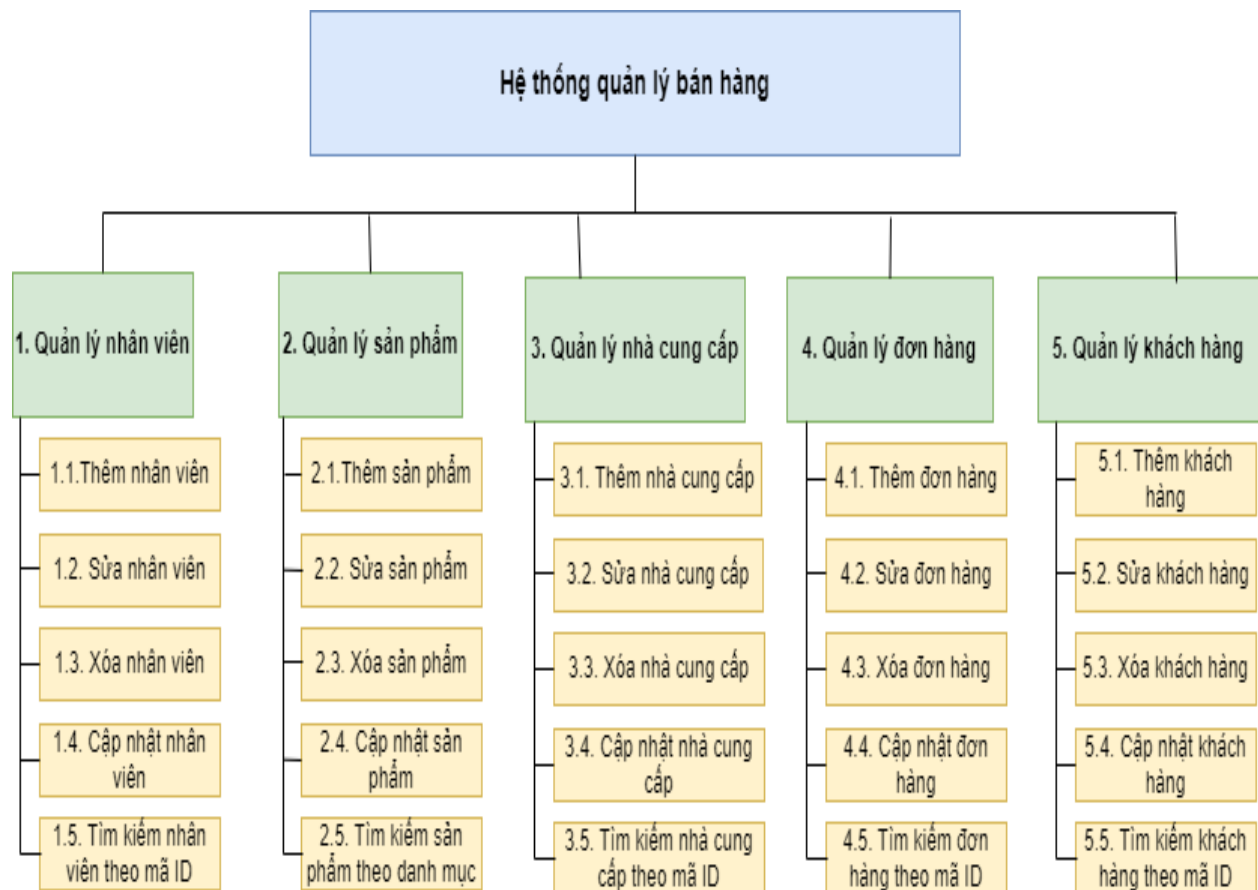 Hệ thống quản lý bán hàng
1. Quản lý nhân viên
2. Quản lý sản phẩm
3. Quản lý nhà cung cấp
4. Quản lý đơn hàng
5. Quản lý khách hàng
1.1.Thêm nhân viên
1.2. Sửa nhân viên
1.3. Xóa nhân viên
1.4. Cập nhật nhân
viên
1.5. Tìm kiếm nhân
viên theo mã ID
2.1.Thêm sản phẩm
2.2. Sửa sản phẩm
2.3. Xóa sản phẩm
2.4. Cập nhật sản
phẩm
2.5. Tìm kiếm sản
phẩm theo danh mục
3.1. Thêm nhà cung cấp
3.2. Sửa nhà cung cấp
3.3. Xóa nhà cung cấp
3.4. Cập nhật nhà cung
cấp
3.5. Tìm kiếm nhà cung
cấp theo mã ID
4.1. Thêm đơn hàng
4.2. Sửa đơn hàng
4.3. Xóa đơn hàng
4.4. Cập nhật đơn
hàng
4.5. Tìm kiếm đơn
hàng theo mã ID
5.1. Thêm khách
hàng
5.2. Sửa khách hàng
5.3. Xóa khách hàng
5.4. Cập nhật khách
hàng
5.5. Tìm kiếm khách
hàng theo mã ID